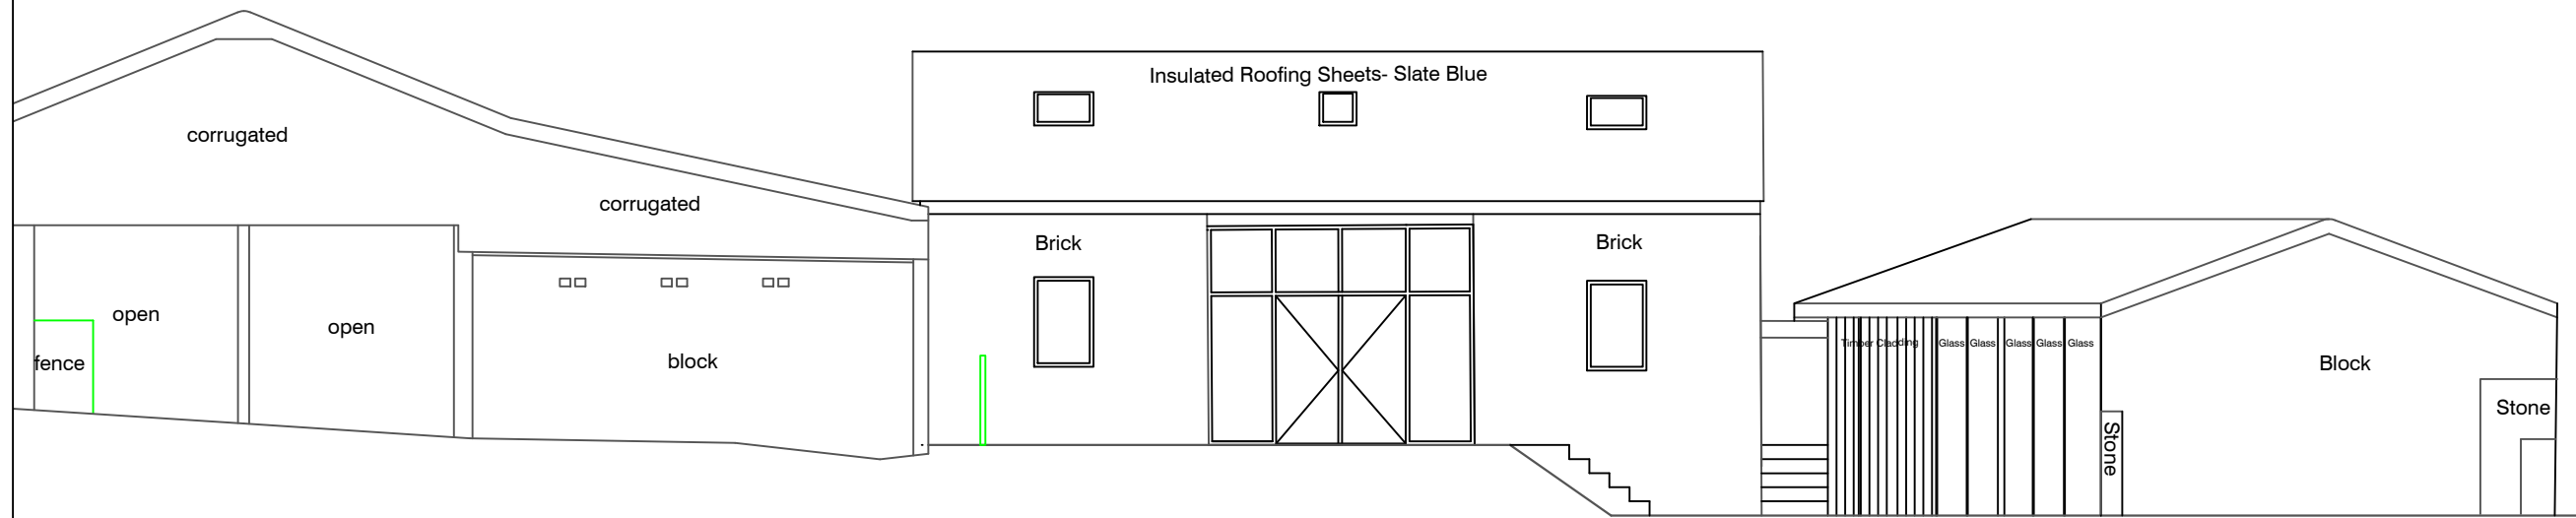 Insulated Roofing Sheets- Slate Blue
corrugated
corrugated
Brick
Brick
open
open
fence
block
Timber Cladding
Glass
Glass
Glass
Glass
Glass
Block
Stone
Stone